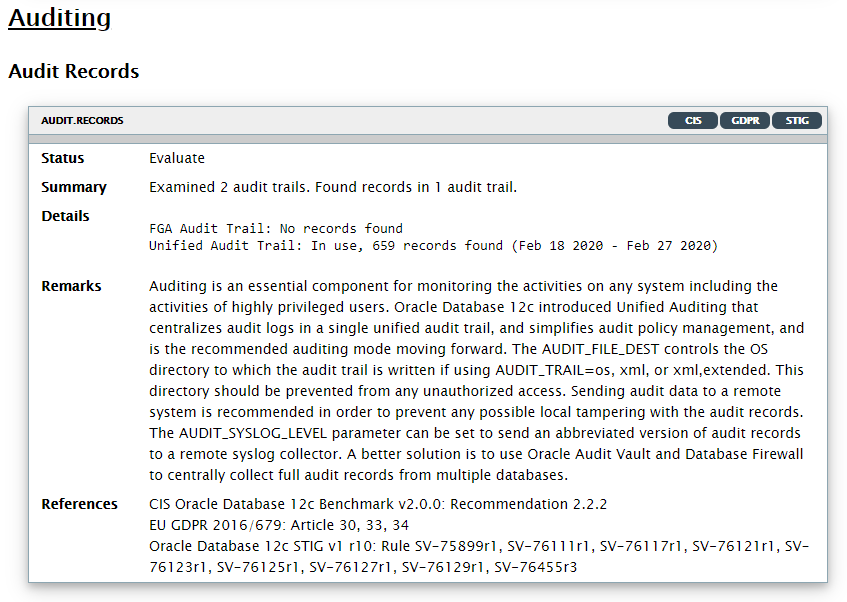 Auditing
Audit Records
AUDIT.RECORDS CIS GDPR STIG
Status Evaluate
Summary Examined 2 audit trails. Found records in 1 audit trail.
Details
FGA Audit Trail: No records found
Unified Audit Trail: In use, 659 records found (Feb 18 2020 - Feb 27 2020)
Remarks Auditing is an essential component for monitoring the activities on any system including the
activities of highly privileged users. Oracle Database 12c introduced Unified Auditing that
centralizes audit logs in a single unified audit trail, and simplifies audit policy management, and
is the recommended auditing mode moving forward. The AUDIT_FILE_DEST controls the OS
directory to which the audit trail is written if using AUDIT_TRAIL=os, xml, or xml,extended. This
directory should be prevented from any unauthorized access. Sending audit data to a remote
system is recommended in order to prevent any possible local tampering with the audit records.
The AUDIT_SYSLOG_LEVEL parameter can be set to send an abbreviated version of audit records
to a remote syslog collector. A better solution is to use Oracle Audit Vault and Database Firewall
to centrally collect full audit records from multiple databases.
References CIS Oracle Database 12c Benchmark v2.0.0: Recommendation 2.2.2
EU GDPR 2016/679: Article 30, 33, 34
Oracle Database 12c STIG v1 r10: Rule SV-75899r1, SV-76111r1, SV-76117r1, SV-76121r1, SV-
76123r1, SV-76125r1, SV-76127r1, SV-76129r1, SV-76455r3